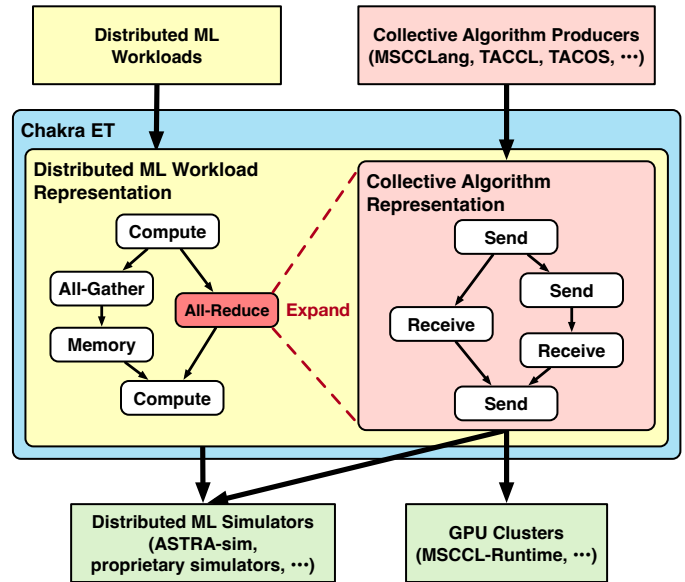 Distributed ML
Workloads
Collective Algorithm Producers
(MSCCLang, TACCL, TACOS, ···)
Chakra ET
Distributed ML Workload
Representation
Compute
All-Gather
All-Reduce
Memory
Compute
Expand
Collective Algorithm
Representation
Send
Send
Receive
Receive
Send
Distributed ML Simulators
(ASTRA-sim,
proprietary simulators, ···)
GPU Clusters
(MSCCL-Runtime, ···)